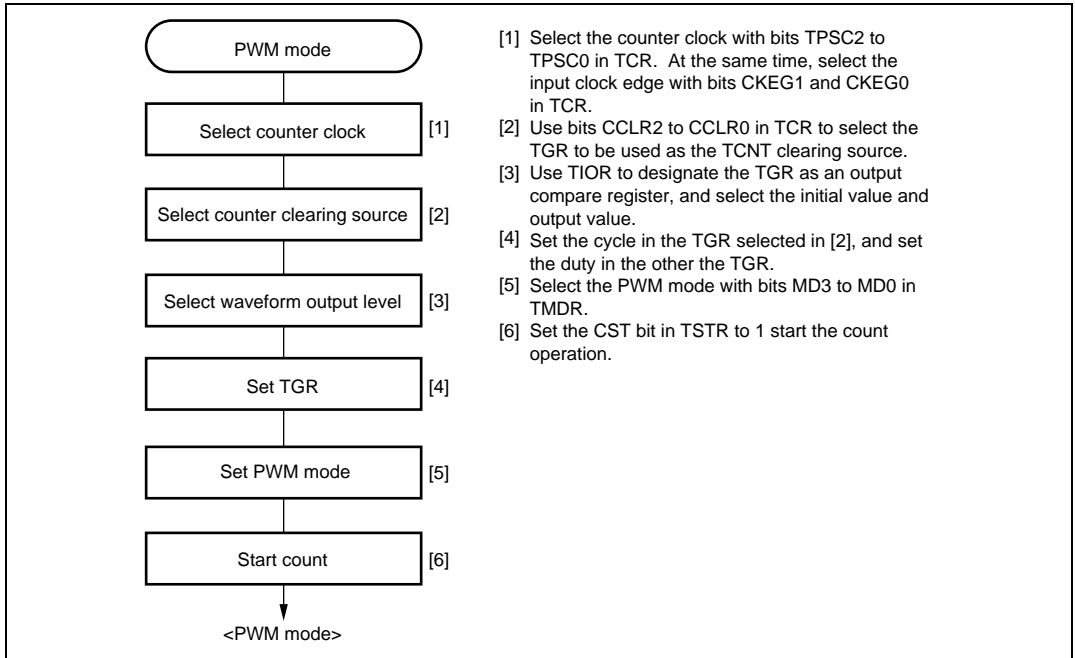 PWM mode
Select counter clock
[1]
Select counter clearing source
[2]
Select waveform output level
[3]
Set TGR
[4]
Set PWM mode
[5]
Start count
[6]
<PWM mode>
[1] Select the counter clock with bits TPSC2 to
TPSC0 in TCR. At the same time, select the
input clock edge with bits CKEG1 and CKEG0
in TCR.
[2] Use bits CCLR2 to CCLR0 in TCR to select the
TGR to be used as the TCNT clearing source.
[3] Use TIOR to designate the TGR as an output
compare register, and select the initial value and
output value.
[4] Set the cycle in the TGR selected in [2], and set
the duty in the other the TGR.
[5] Select the PWM mode with bits MD3 to MD0 in
TMDR.
[6] Set the CST bit in TSTR to 1 start the count
operation.